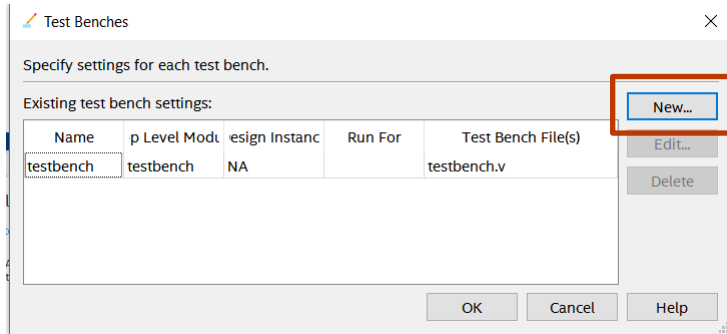 Test Benches
Specify settings for each test bench.
Existing test bench settings:
New...
Name p Level Modu esign Instanc Run For Test Bench File(s)
Edit...
testbench testbench NA testbench.v
Delete
OK Cancel Help